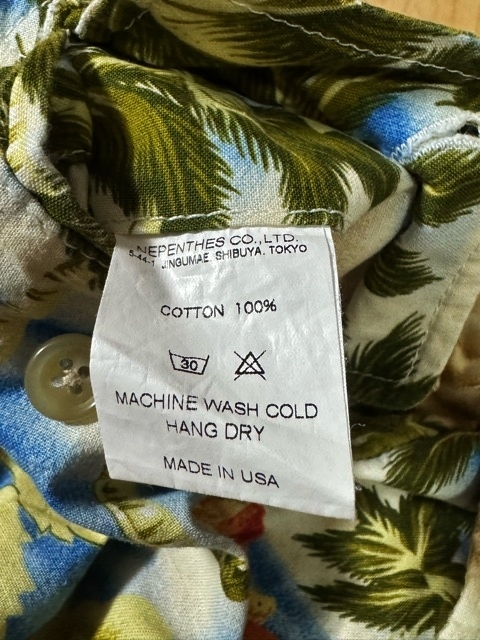 NEPENTHES CO.,LTD.
5-44-1 JINGUMAE, SHIBUYA, TOKYO
COTTON 100%
30
MACHINE WASH COLD
HANG DRY
MADE IN USA